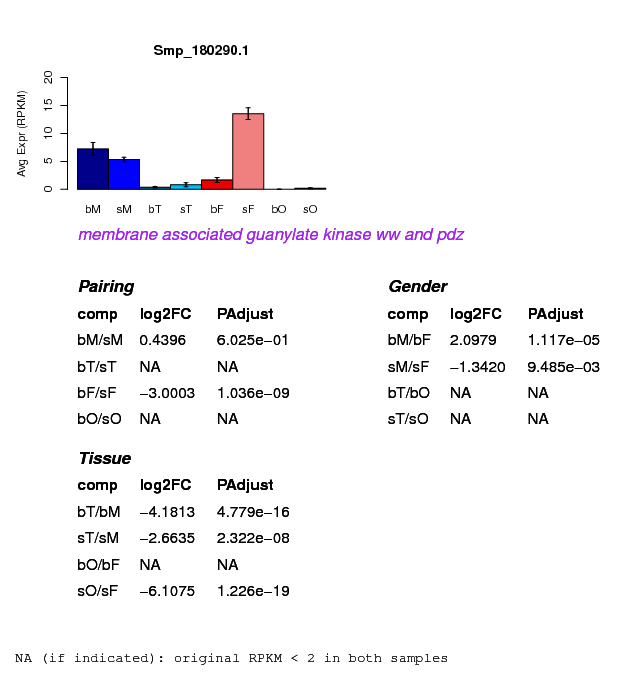 Smp_180290.1
Avg Expr (RPKM)
20
15
10
5
0
bM sM bT sT bF sF bO sO
membrane associated guanylate kinase ww and pdz
Pairing
comp log2FC PAdjust
bM/sM 0.4396 6.025e−01
bT/sT NA NA
bF/sF −3.0003 1.036e−09
bO/sO NA NA
Gender
comp log2FC PAdjust
bM/bF 2.0979 1.117e−05
sM/sF −1.3420 9.485e−03
bT/bO NA NA
sT/sO NA NA
Tissue
comp log2FC PAdjust
bT/bM −4.1813 4.779e−16
sT/sM −2.6635 2.322e−08
bO/bF NA NA
sO/sF −6.1075 1.226e−19
NA (if indicated): original RPKM < 2 in both samples